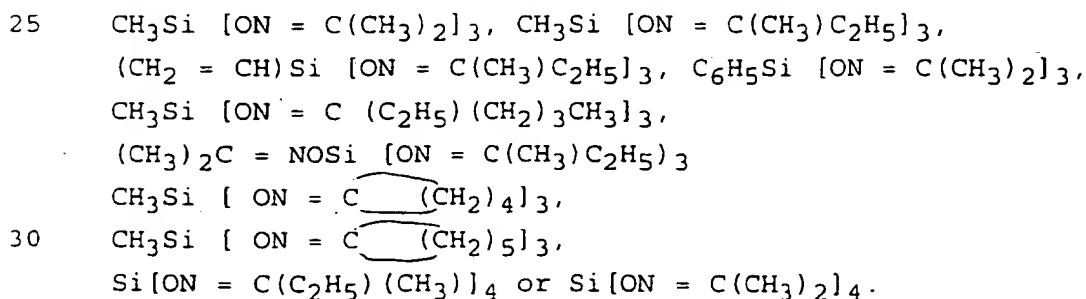 25 CH3Si [ON = C(CH3)2]3, CH3Si [ON = C(CH3)C2H5]3,
(CH2 = CH)Si [ON = C(CH3)C2H5]3, C6H5Si [ON = C(CH3)2]3,
CH3Si [ON = C (C2H5)(CH2)3CH3]3,
(CH3)2C = NOSi [ON = C(CH3)C2H5)3
CH3Si [ ON = C (CH2)4]3,
30 CH3Si [ ON = C (CH2)5]3,
Si[ON = C(C2H5)(CH3)]4 or Si[ON = C(CH3)2]4.